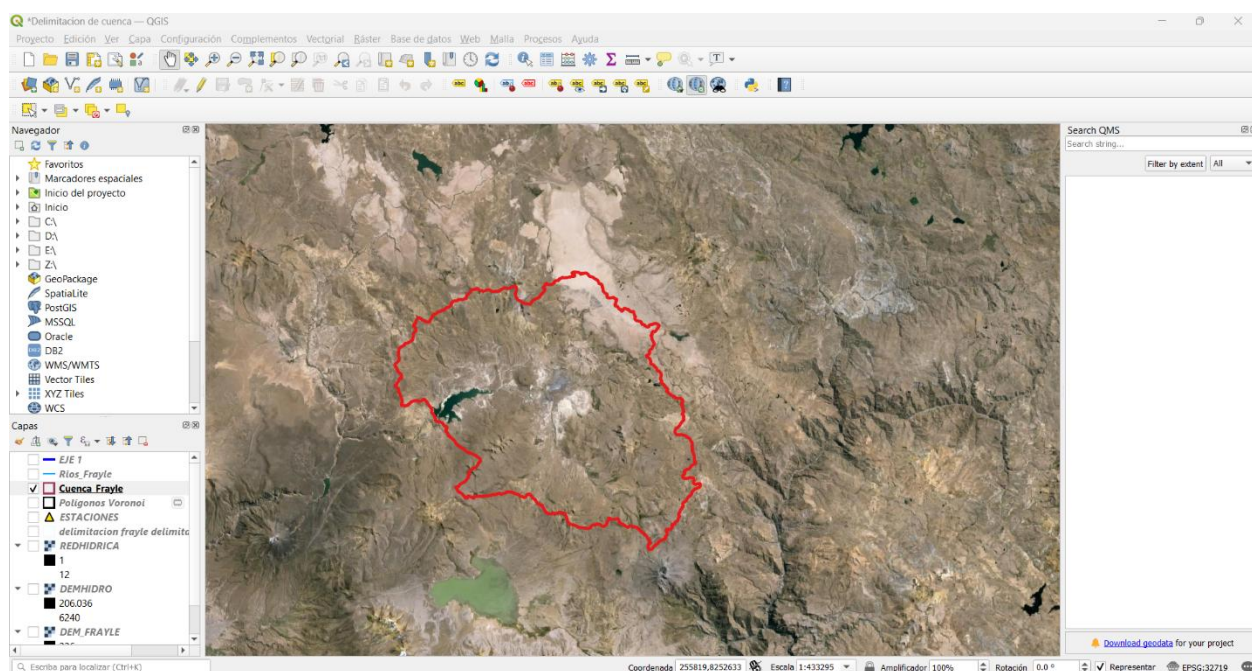 *Delimitacion de cuenca — QGIS
Proyecto Edición Ver Capa Configuración Complementos Vectorial Ráster Base de datos Web Malla Procesos Ayuda
Navegador
Favoritos
Marcadores espaciales
Inicio del proyecto
Inicio
C:\
D:\
E:\
Z:\
GeoPackage
SpatiaLite
PostGIS
MSSQL
Oracle
DB2
WMS/WMTS
Vector Tiles
XYZ Tiles
WCS
Capas
EJE 1
Rios_Frayle
Cuenca_Frayle
Polígonos Voronoi
ESTACIONES
delimitacion frayle delimita
REDHIDRICA
1
12
DEMHIDRO
206.036
6240
DEM_FRAYLE
Search QMS
Search string...
Filter by extent All
Download geodata for your project
Escriba para localizar (Ctrl+K)
Coordenada 255819,8252633 Escala 1:433295 Amplificador 100% Rotación 0.0 ° Representar EPSG:32719